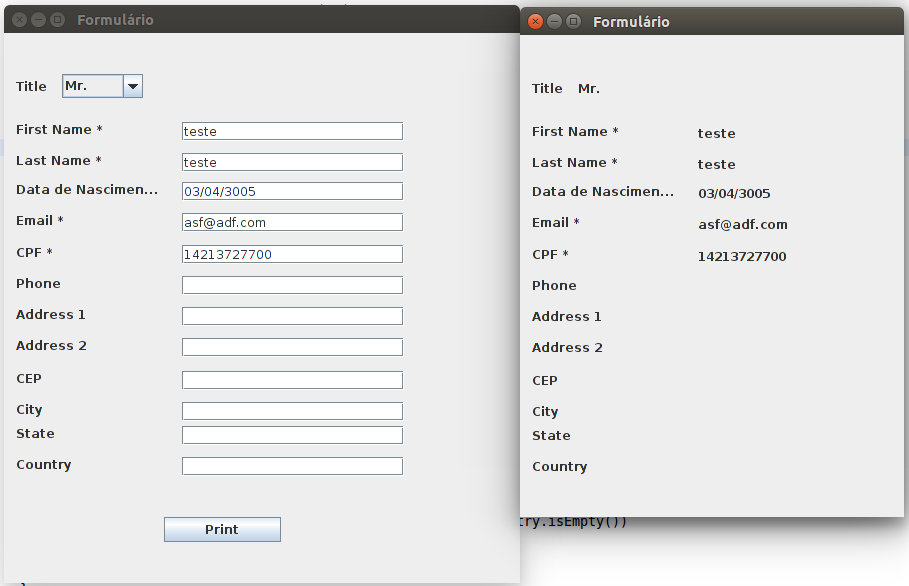 Formulário
Title Mr.
First Name * teste
Last Name * teste
Data de Nascimen... 03/04/3005
Email * asf@adf.com
CPF * 14213727700
Phone
Address 1
Address 2
CEP
City
State
Country
Print
Formulário
Title Mr.
First Name * teste
Last Name * teste
Data de Nascimen... 03/04/3005
Email * asf@adf.com
CPF * 14213727700
Phone
Address 1
Address 2
CEP
City
State
Country
try.isEmpty())